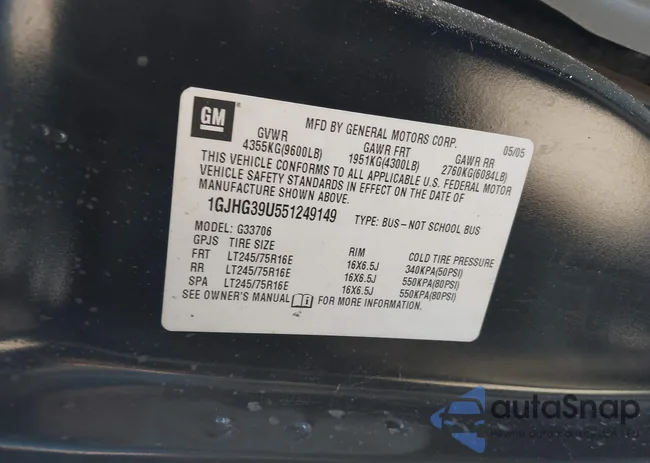 GM
MFD BY GENERAL MOTORS CORP. 05/05
GVWR GAWR FRT GAWR RR
4355KG(9600LB) 1951KG(4300LB) 2760KG(6084LB)
THIS VEHICLE CONFORMS TO ALL APPLICABLE U.S. FEDERAL MOTOR
VEHICLE SAFETY STANDARDS IN EFFECT ON THE DATE OF
MANUFACTURE SHOWN ABOVE.
1GJHG39U551249149 TYPE: BUS-NOT SCHOOL BUS
MODEL: G33706
GPJS TIRE SIZE RIM COLD TIRE PRESSURE
FRT LT245/75R16E 16X6.5J 340KPA(50PSI)
RR LT245/75R16E 16X6.5J 550KPA(80PSI)
SPA LT245/75R16E 16X6.5J 550KPA(80PSI)
SEE OWNER'S MANUAL FOR MORE INFORMATION.
autoSnap